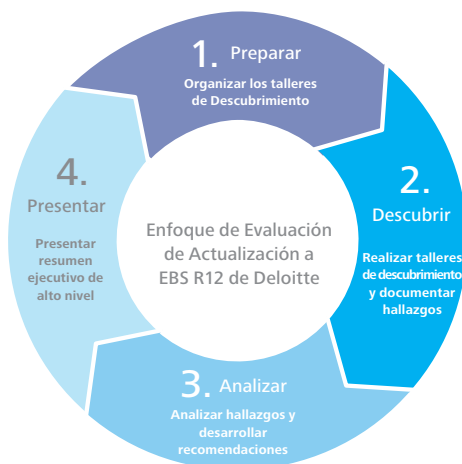 1. Preparar
Organizar los talleres
de Descubrimiento
2.
Descubrir
Realizar talleres
de descubrimiento
y documentar
hallazgos
3. Analizar
Analizar hallazgos y
desarrollar
recomendaciones
4.
Presentar
Presentar
resumen
ejecutivo de
alto nivel
Enfoque de Evaluación
de Actualización a
EBS R12 de Deloitte